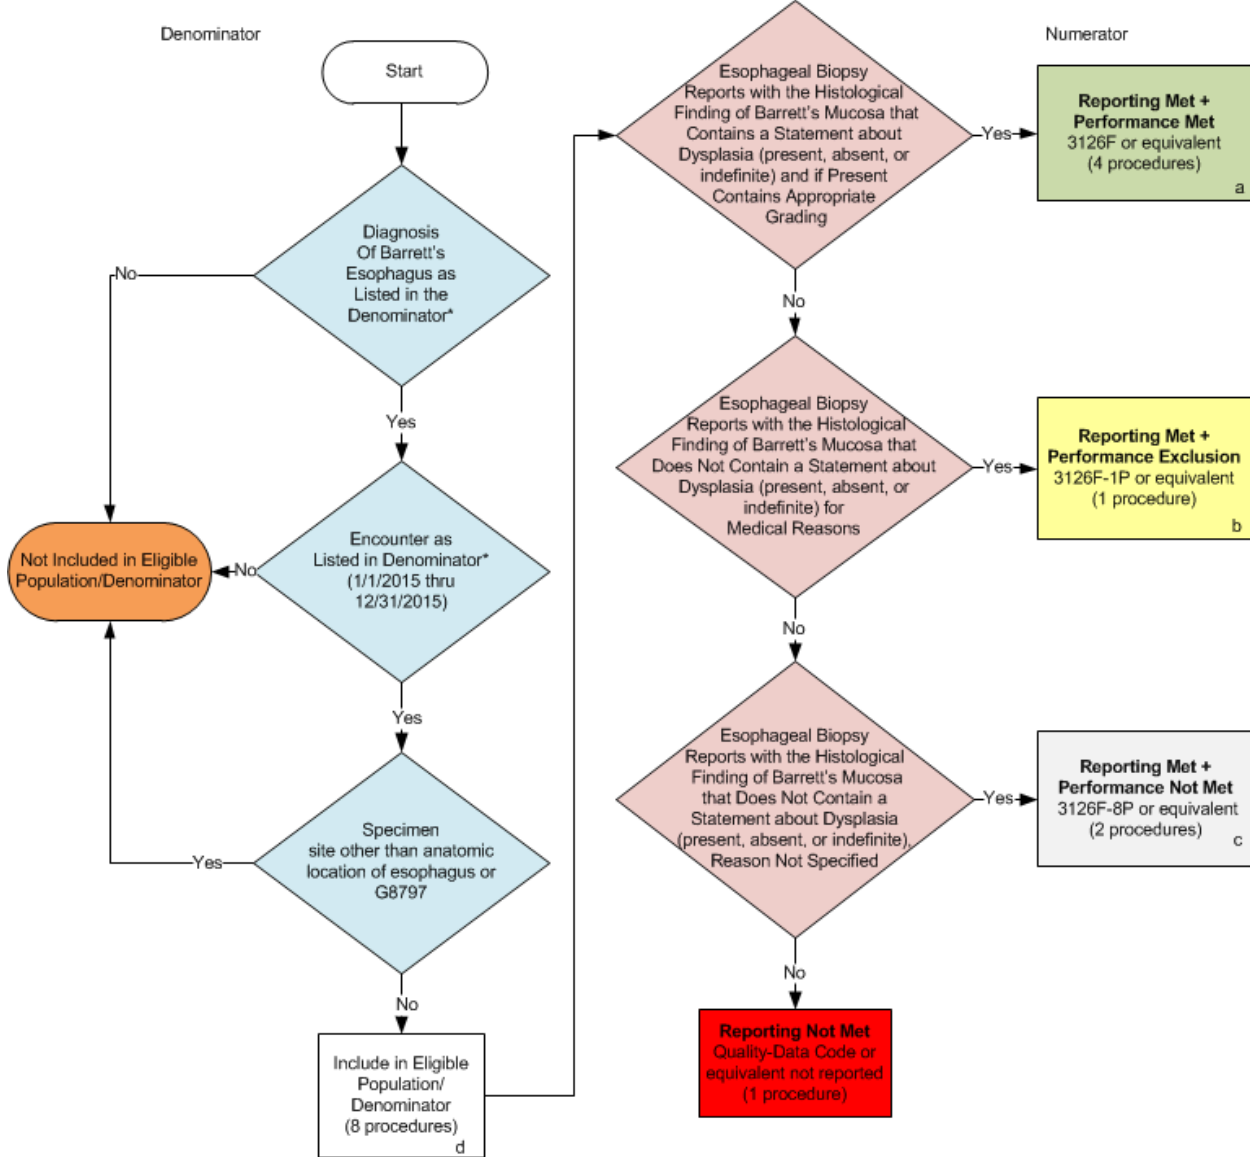 Denominator
Start
Diagnosis
Of Barrett's
Esophagus as
Listed in the
Denominator*
No
Yes
Encounter as
Listed in Denominator*
(1/1/2015 thru
12/31/2015)
No
Not Included in Eligible
Population/Denominator
Yes
Specimen
site other than anatomic
location of esophagus or
G8797
Yes
No
Include in Eligible
Population/
Denominator
(8 procedures)
d
Numerator
Esophageal Biopsy
Reports with the Histological
Finding of Barrett's Mucosa that
Contains a Statement about
Dysplasia (present, absent, or
indefinite) and if Present
Contains Appropriate
Grading
Yes
Reporting Met +
Performance Met
3126F or equivalent
(4 procedures)
a
No
Esophageal Biopsy
Reports with the Histological
Finding of Barrett's Mucosa that
Does Not Contain a Statement about
Dysplasia (present, absent, or
indefinite) for
Medical Reasons
Yes
Reporting Met +
Performance Exclusion
3126F-1P or equivalent
(1 procedure)
b
No
Esophageal Biopsy
Reports with the Histological
Finding of Barrett's Mucosa
that Does Not Contain a
Statement about Dysplasia
(present, absent, or indefinite),
Reason Not Specified
Yes
Reporting Met +
Performance Not Met
3126F-8P or equivalent
(2 procedures)
c
No
Reporting Not Met
Quality-Data Code or
equivalent not reported
(1 procedure)